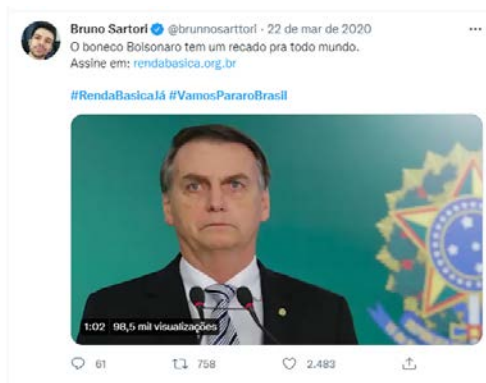 Bruno Sartori @brunnosarttori · 22 de mar de 2020
O boneco Bolsonaro tem um recado pra todo mundo.
Assine em: rendabasica.org.br
#RendaBasicaJá #VamosPararoBrasil
1:02 98,5 mil visualizações
61 758 2.483